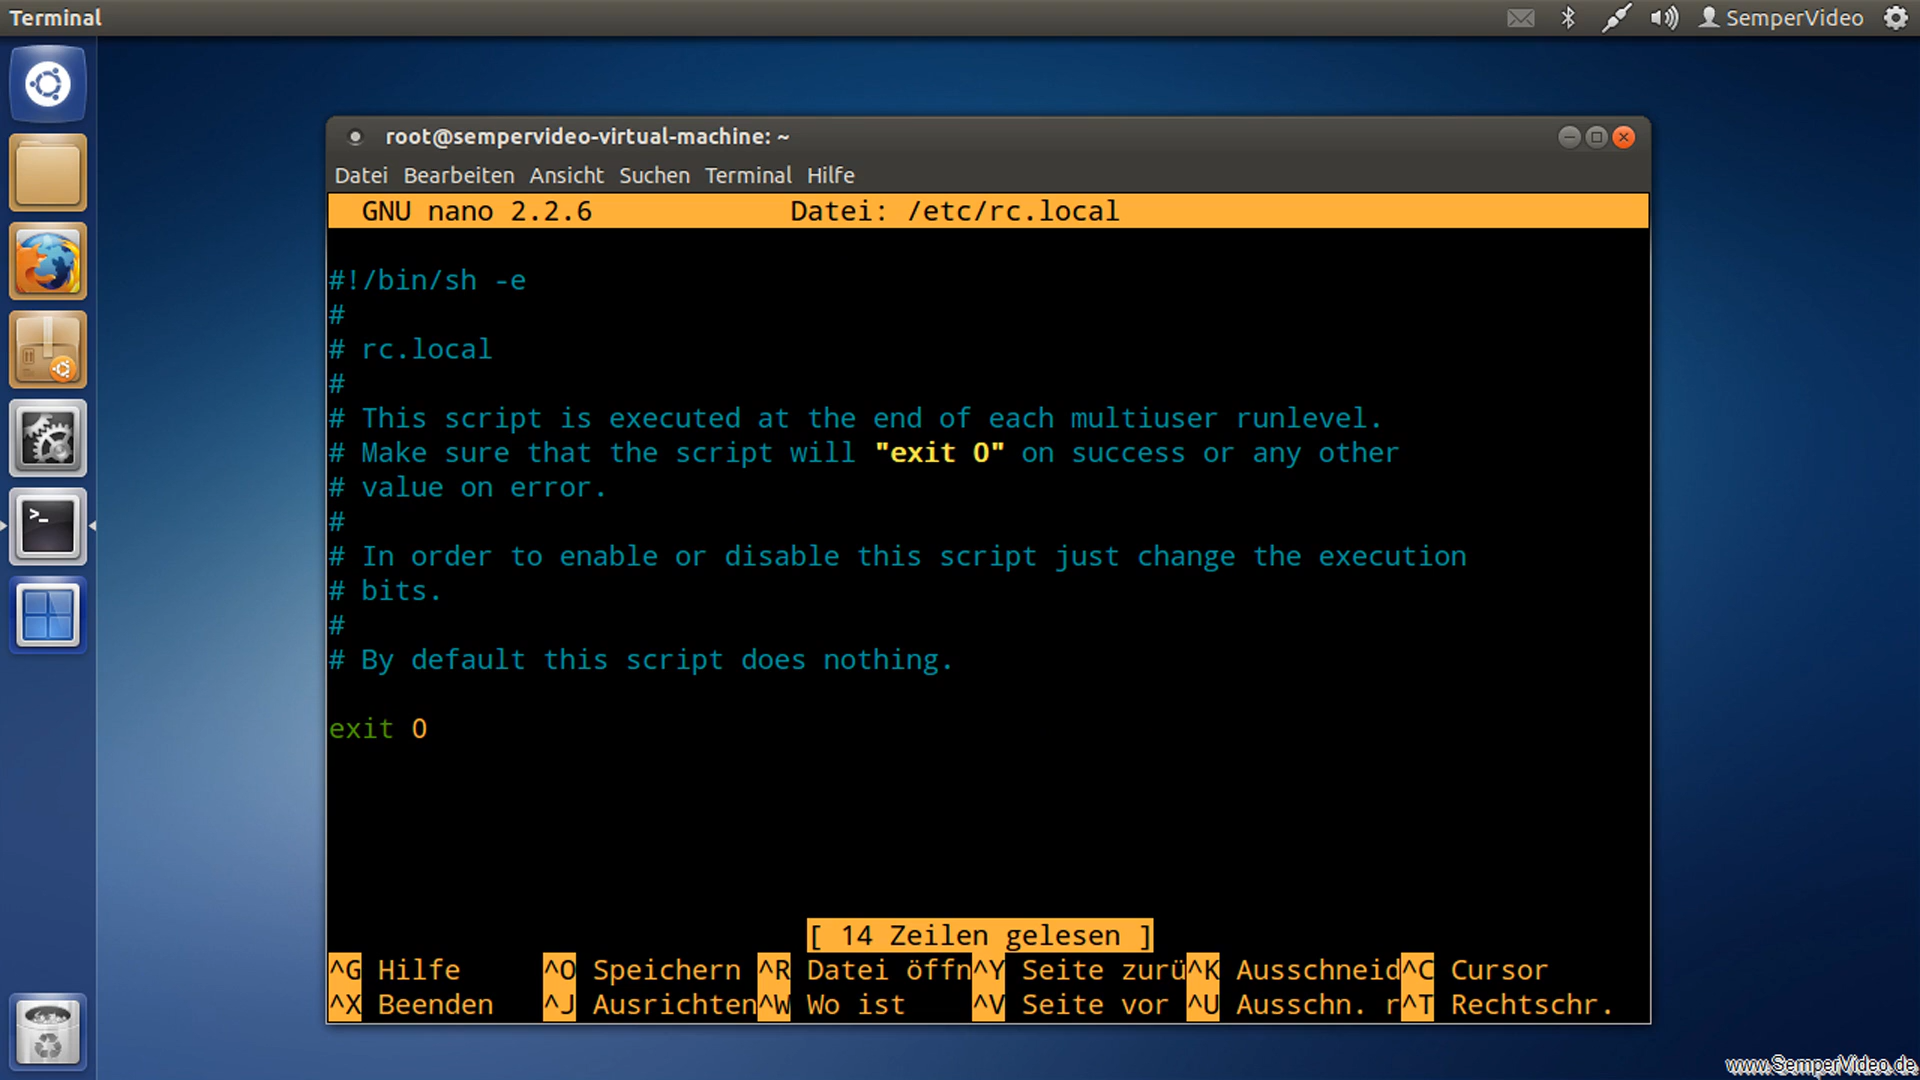 Terminal
SemperVideo
root@sempervideo-virtual-machine: ~
Datei Bearbeiten Ansicht Suchen Terminal Hilfe
GNU nano 2.2.6 Datei: /etc/rc.local
#!/bin/sh -e
#
# rc.local
#
# This script is executed at the end of each multiuser runlevel.
# Make sure that the script will "exit 0" on success or any other
# value on error.
#
# In order to enable or disable this script just change the execution
# bits.
#
# By default this script does nothing.
exit 0
[ 14 Zeilen gelesen ]
^G Hilfe ^O Speichern ^R Datei öffn^Y Seite zurü^K Ausschneid^C Cursor
^X Beenden ^J Ausrichten^W Wo ist ^V Seite vor ^U Ausschn. r^T Rechtschr.
www.SemperVideo.de